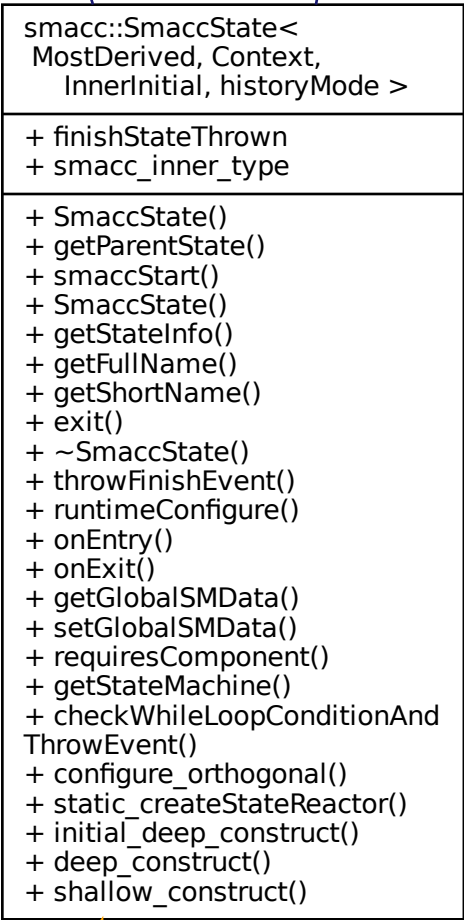 smacc::SmaccState<
MostDerived, Context,
InnerInitial, historyMode >
+ finishStateThrown
+ smacc_inner_type
+ SmaccState()
+ getParentState()
+ smaccStart()
+ SmaccState()
+ getStateInfo()
+ getFullName()
+ getShortName()
+ exit()
+ ~SmaccState()
+ throwFinishEvent()
+ runtimeConfigure()
+ onEntry()
+ onExit()
+ getGlobalSMData()
+ setGlobalSMData()
+ requiresComponent()
+ getStateMachine()
+ checkWhileLoopConditionAnd
ThrowEvent()
+ configure_orthogonal()
+ static_createStateReactor()
+ initial_deep_construct()
+ deep_construct()
+ shallow_construct()